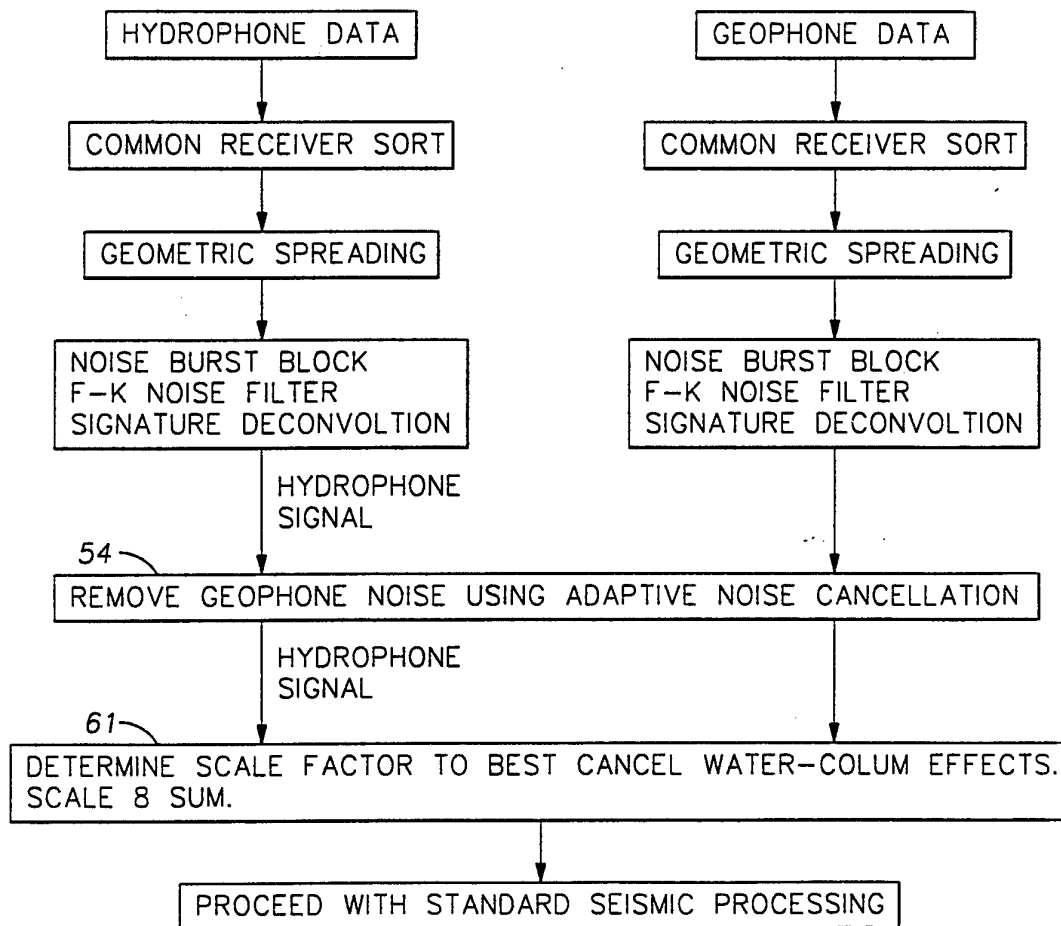 HYDROPHONE DATA
GEOPHONE DATA
COMMON RECEIVER SORT
COMMON RECEIVER SORT
GEOMETRIC SPREADING
GEOMETRIC SPREADING
NOISE BURST BLOCK
F-K NOISE FILTER
SIGNATURE DECONVOLTION
NOISE BURST BLOCK
F-K NOISE FILTER
SIGNATURE DECONVOLTION
HYDROPHONE
SIGNAL
54
REMOVE GEOPHONE NOISE USING ADAPTIVE NOISE CANCELLATION
HYDROPHONE
SIGNAL
61
DETERMINE SCALE FACTOR TO BEST CANCEL WATER-COLUM EFFECTS.
SCALE 8 SUM.
PROCEED WITH STANDARD SEISMIC PROCESSING